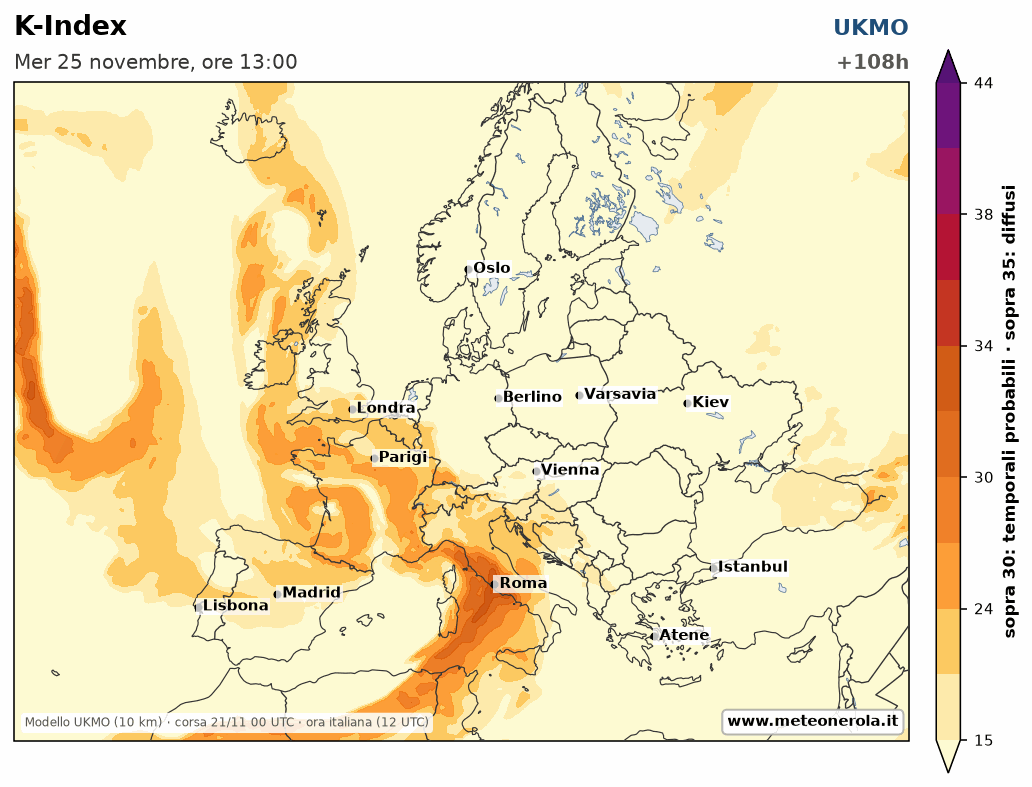 K-Index
UKMO
Mer 25 novembre, ore 13:00
+108h
Oslo
Londra
Berlino
Varsavia
Kiev
Parigi
Vienna
Istanbul
Roma
Madrid
Lisbona
Atene
Modello UKMO (10 km) · corsa 21/11 00 UTC · ora italiana (12 UTC)
www.meteonerola.it
44
38
34
30
24
15
sopra 30: temporali probabili · sopra 35: diffusi